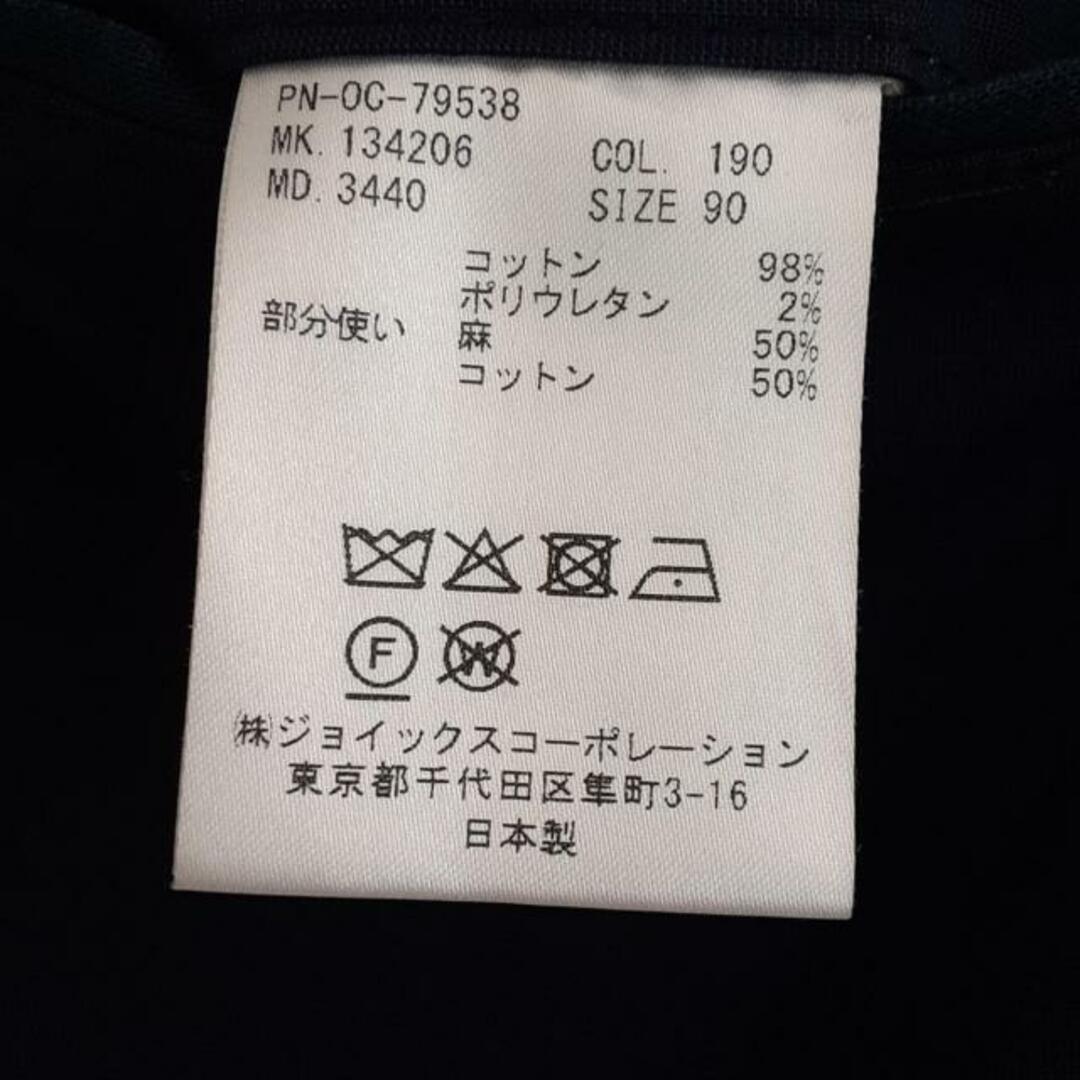 PN-OC-79538
MK. 134206 COL. 190
MD. 3440 SIZE 90
コットン 98%
ポリウレタン 2%
部分使い 麻 50%
コットン 50%
F W
㈱ジョイックスコーポレーション
東京都千代田区隼町3-16
日本製